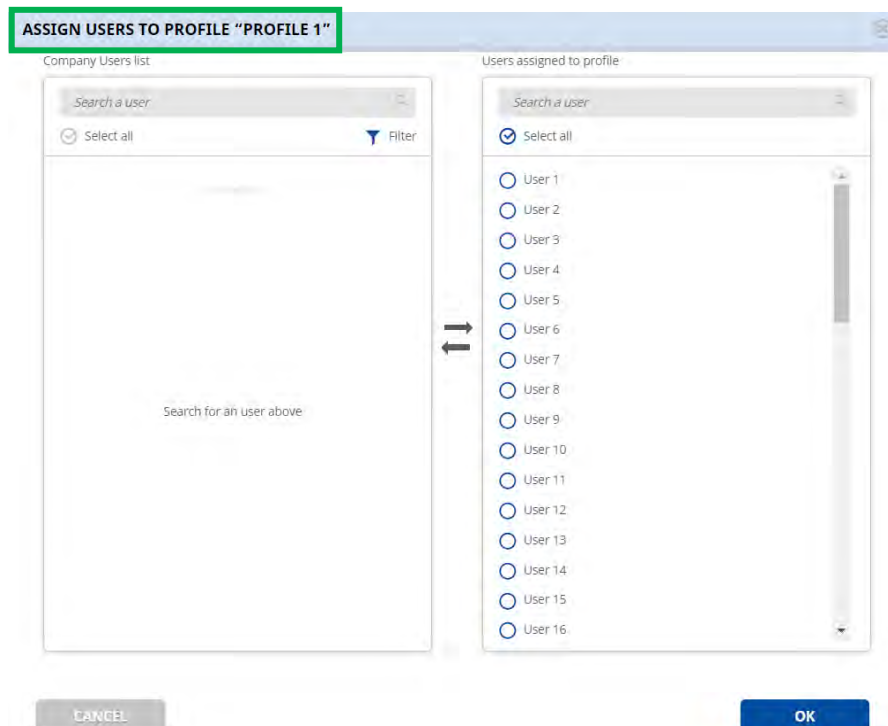 ASSIGN USERS TO PROFILE “PROFILE 1”
Company Users list
Search a user
Select all
Filter
Search for an user above
Users assigned to profile
Search a user
Select all
User 1
User 2
User 3
User 4
User 5
User 6
User 7
User 8
User 9
User 10
User 11
User 12
User 13
User 14
User 15
User 16
CANCEL
OK